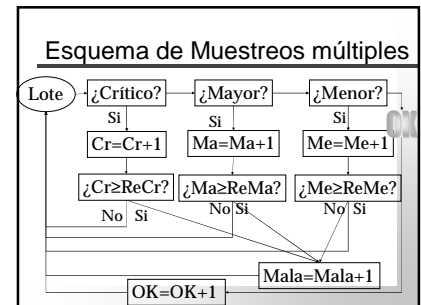 Esquema de Muestreos múltiples
Lote ¿Crítico? ¿Mayor? ¿Menor?
Si Si Si OK
Cr=Cr+1 Ma=Ma+1 Me=Me+1
¿Cr≥ReCr? ¿Ma≥ReMa? ¿Me≥ReMe?
No Si No Si No Si
Mala=Mala+1
OK=OK+1